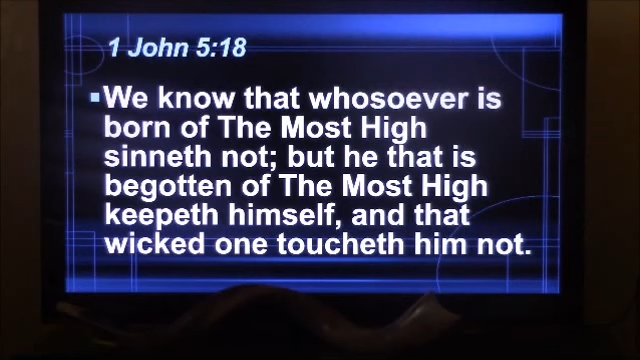 1 John 5:18
We know that whosoever is
born of The Most High
sinneth not; but he that is
begotten of The Most High
keepeth himself, and that
wicked one toucheth him not.